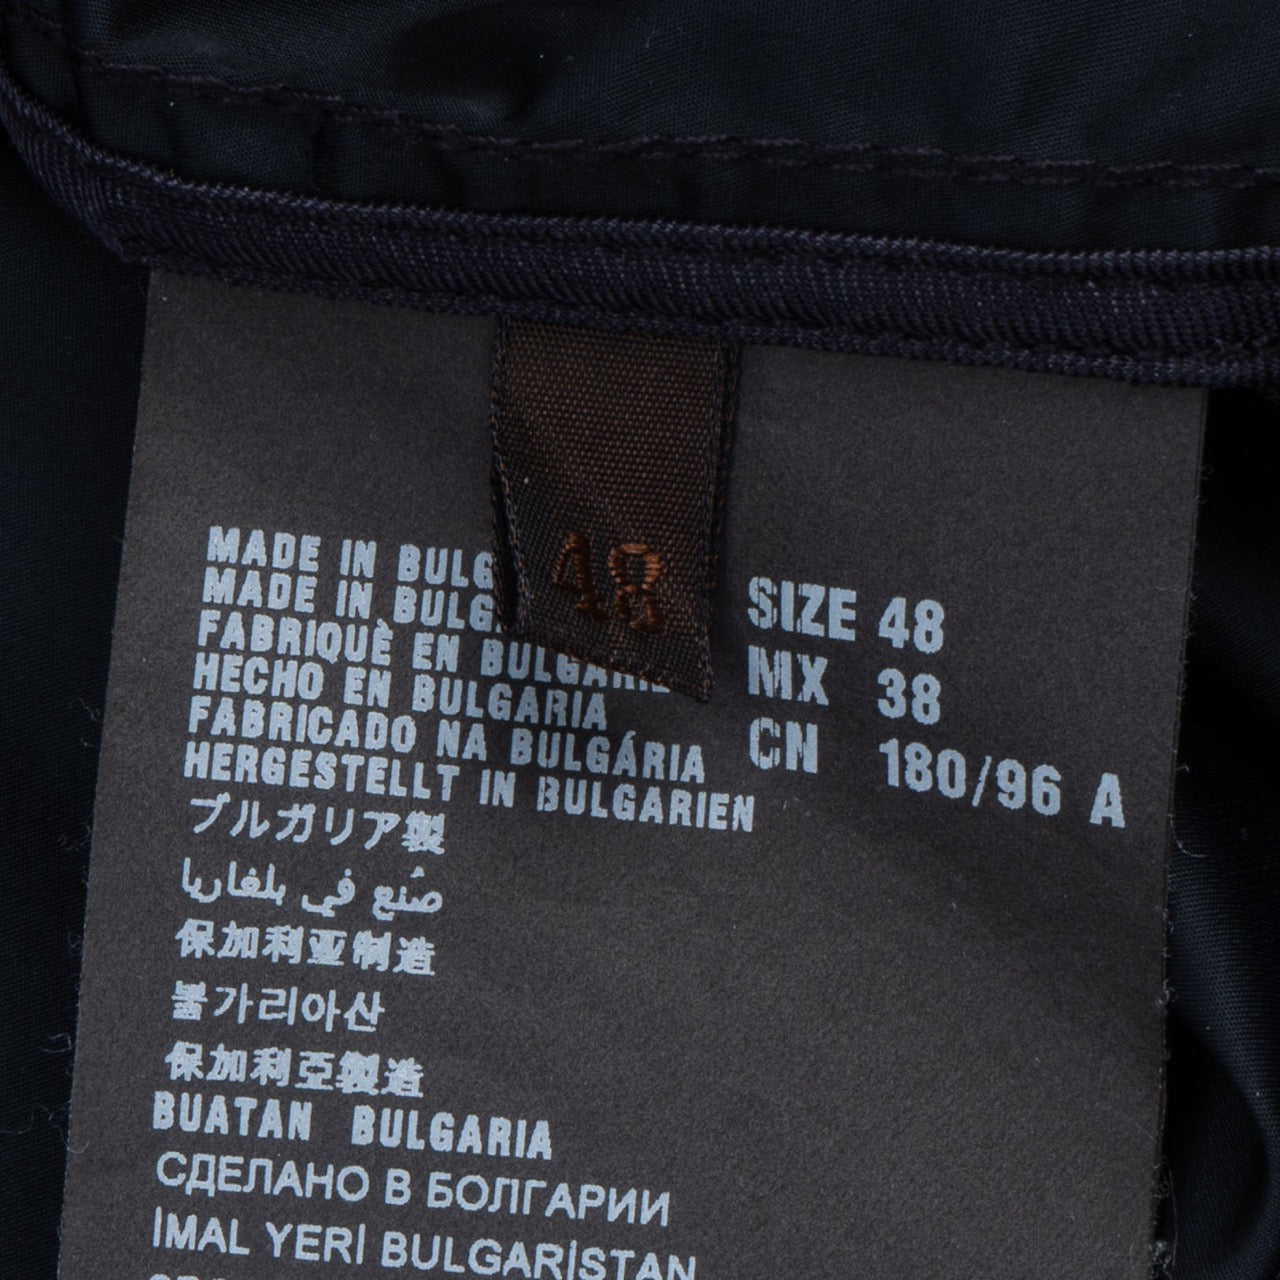 48
MADE IN BULG
MADE IN BULG
FABRIQUÈ EN BULGARIE
HECHO EN BULGARIA
FABRICADO NA BULGÁRIA
HERGESTELLT IN BULGARIEN
ブルガリア製
صُنع في بلغاريا
保加利亚制造
불가리아산
保加利亞製造
BUATAN BULGARIA
СДЕЛАНО В БОЛГАРИИ
İMAL YERİ BULGARİSTAN
SIZE 48
MX 38
CN 180/96 A